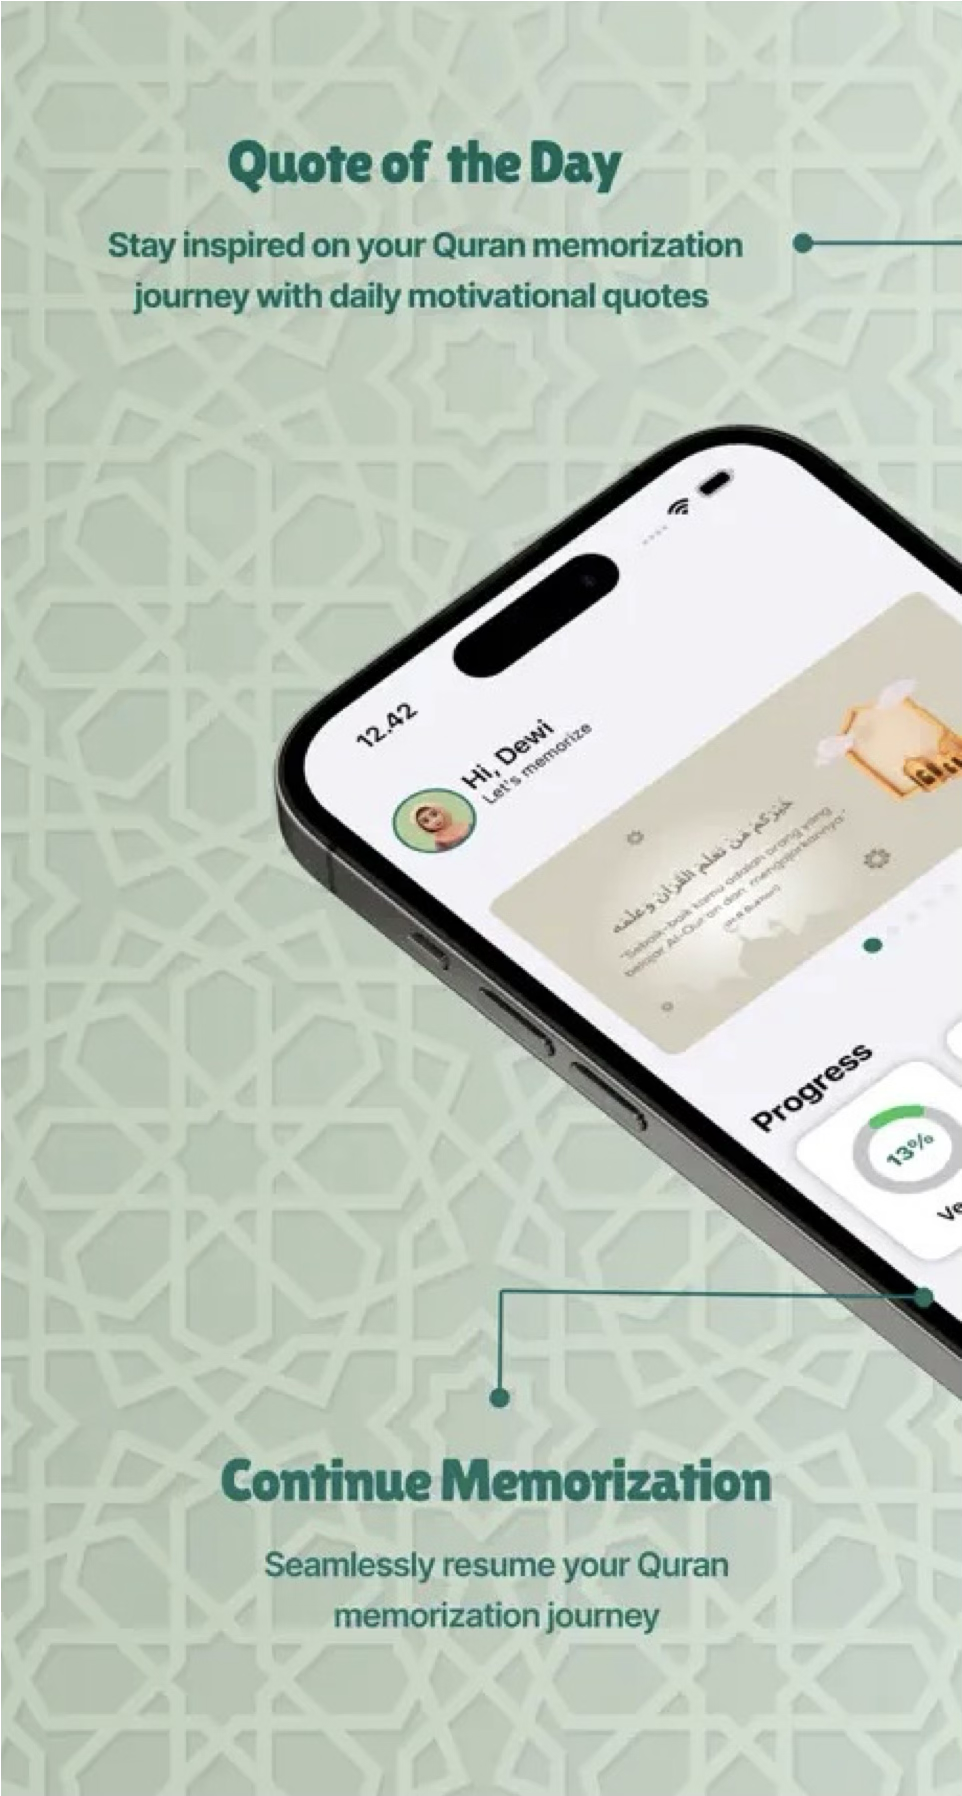 Quote of the Day
Stay inspired on your Quran memorization
journey with daily motivational quotes
12.42
Hi, Dewi
Let's memorize
خيركم من تعلم القرآن وعلمه
"Sebaik-baik kamu adalah orang yang
belajar Al-Qur'an dan mengajarkannya"
(H.R Bukhari)
Progress
13%
Ve
Continue Memorization
Seamlessly resume your Quran
memorization journey